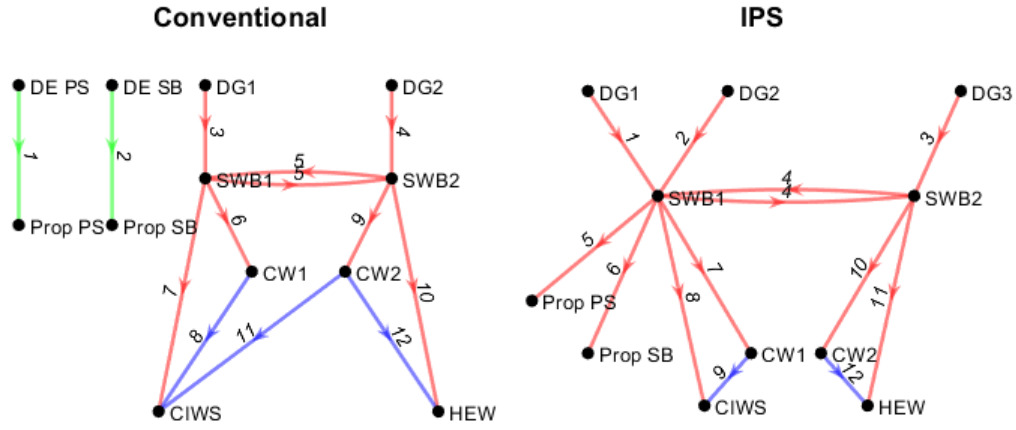 Conventional
IPS
DE PS
DE SB
DG1
DG2
1
2
3
4
5
5
SWB1
SWB2
Prop PS
Prop SB
6
9
7
10
CW1
CW2
8
11
12
CIWS
HEW
DG1
DG2
DG3
1
2
3
4
4
SWB1
SWB2
5
6
7
8
10
11
Prop PS
Prop SB
CW1
CW2
9
12
CIWS
HEW